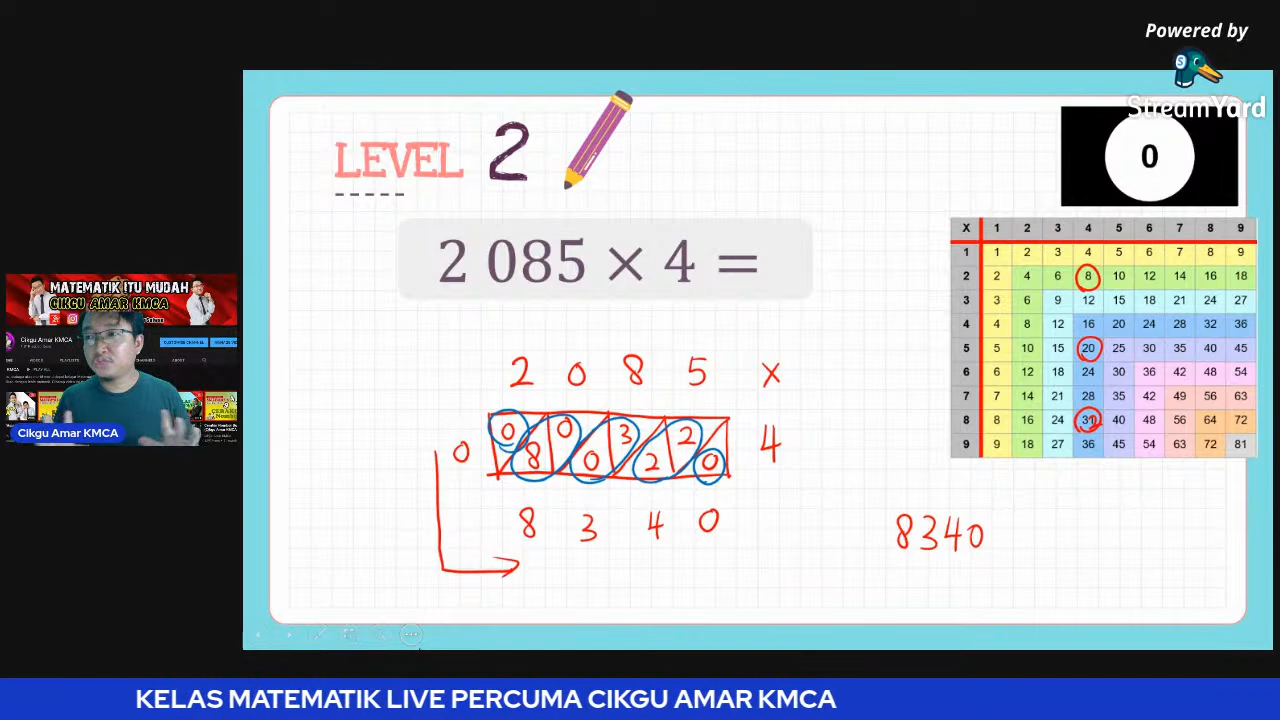 Powered by
S
StreamYard
LEVEL 2
0
2 085 × 4 =
X 1 2 3 4 5 6 7 8 9
1 1 2 3 4 5 6 7 8 9
2 2 4 6 8 10 12 14 16 18
3 3 6 9 12 15 18 21 24 27
4 4 8 12 16 20 24 28 32 36
5 5 10 15 20 25 30 35 40 45
6 6 12 18 24 30 36 42 48 54
7 7 14 21 28 35 42 49 56 63
8 8 16 24 32 40 48 56 64 72
9 9 18 27 36 45 54 63 72 81
2 0 8 5 ×
0 0 3 2
0 4
8 0 2 0
8 3 4 0
8340
MATEMATIK ITU MUDAH
CIKGU AMAR KMCA
Cikgu Amar KMCA
Cikgu Amar KMCA
KELAS MATEMATIK LIVE PERCUMA CIKGU AMAR KMCA